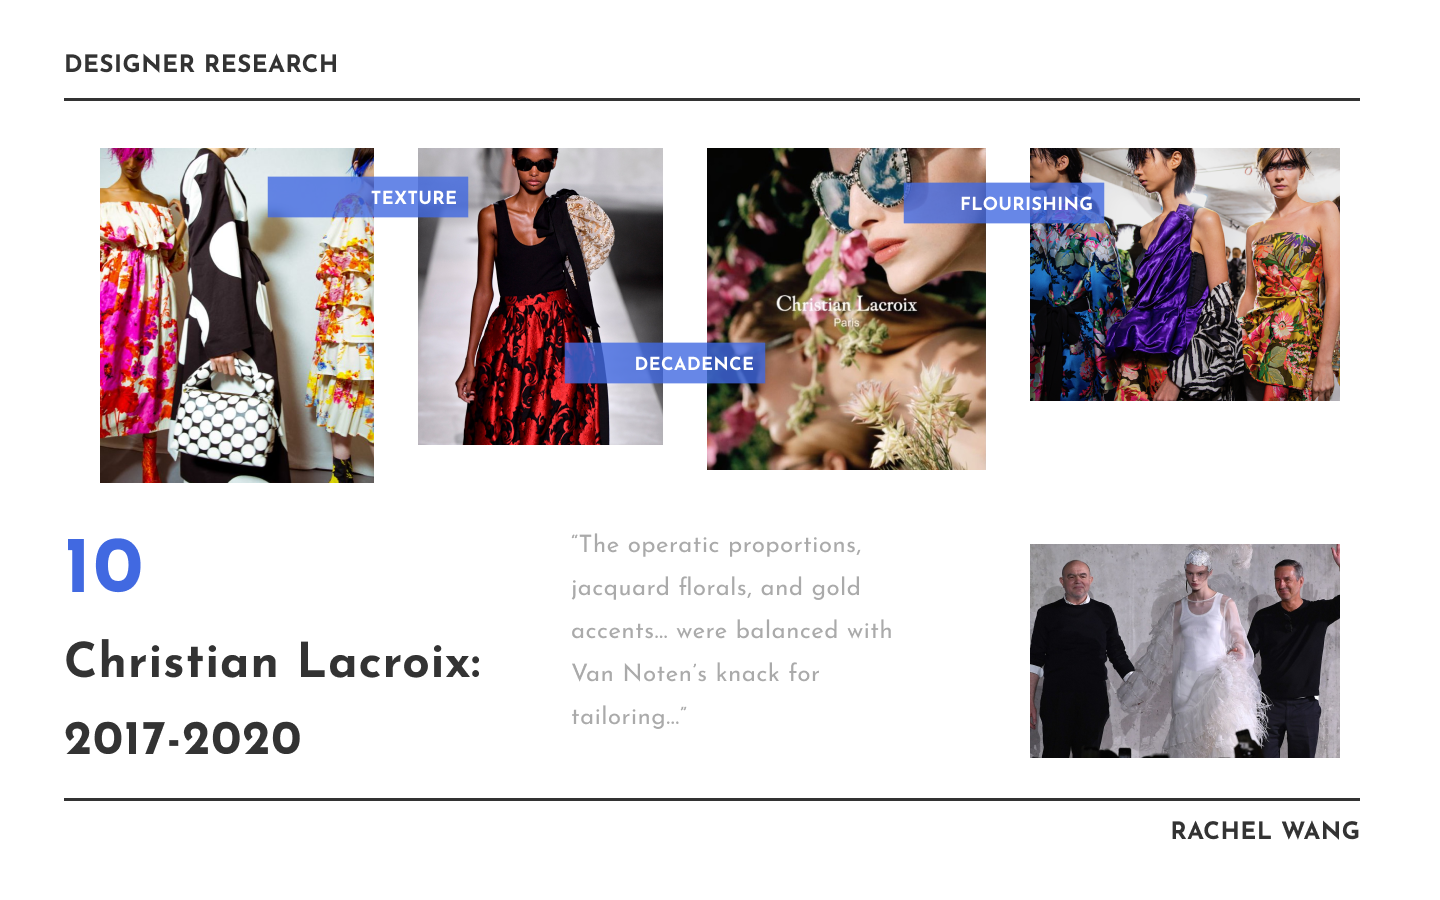 DESIGNER RESEARCH
TEXTURE
FLOURISHING
Christian Lacroix
Paris
DECADENCE
10
Christian Lacroix:
2017-2020
“The operatic proportions,
jacquard florals, and gold
accents... were balanced with
Van Noten’s knack for
tailoring...”
RACHEL WANG